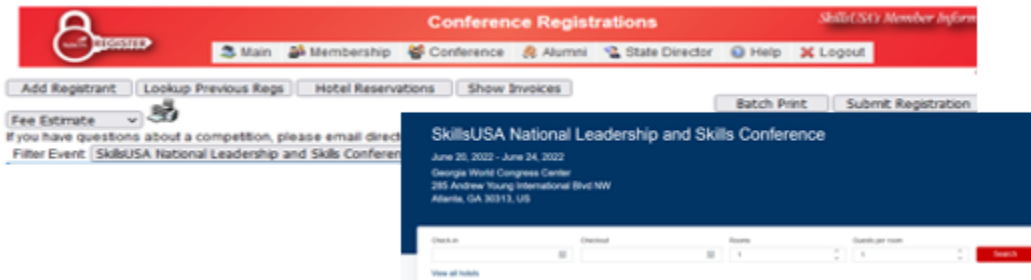 Conference Registrations
SkillsUSA's Member Inform
REGISTER
Main Membership Conference Alumni State Director Help Logout
Add Registrant Lookup Previous Regs Hotel Reservations Show Invoices
Batch Print Submit Registration
Fee Estimate
If you have questions about a competition, please email direct
Filter Event SkillsUSA National Leadership and Skills Conferen
SkillsUSA National Leadership and Skills Conference
June 20, 2022 - June 24, 2022
Georgia World Congress Center
285 Andrew Young International Blvd NW
Atlanta, GA 30313, US
Check-in Checkout Rooms Guests per room
1 1 Search
View all hotels